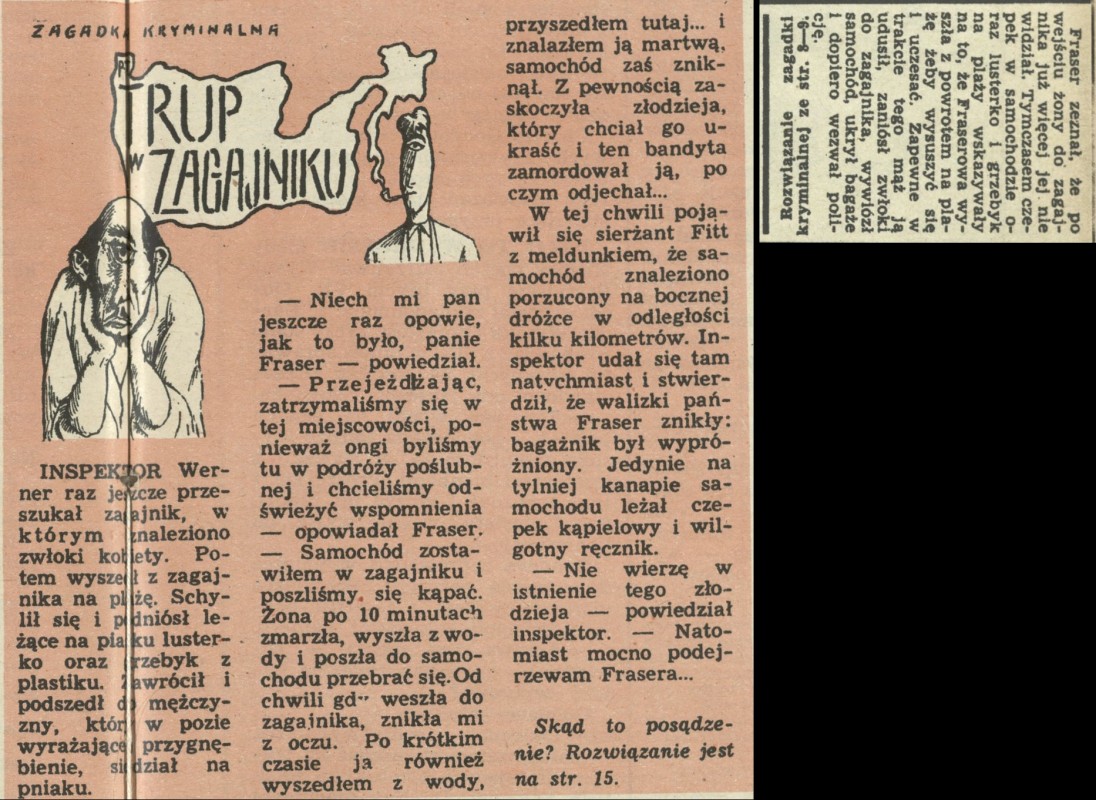 ZAGADKA KRYMINALNA
TRUP
W
ZAGAJNIKU
INSPEKTOR Wer-
ner raz jeszcze prze-
szukał zagajnik, w
którym znaleziono
zwłoki kobiety. Po-
tem wyszedł z zagaj-
nika na plażę. Schy-
lił się i podniósł le-
żące na piasku luster-
ko oraz grzebyk z
plastiku. Zawrócił i
podszedł do mężczy-
zny, który w pozie
wyrażającej przygnę-
bienie, siedział na
pniaku.
— Niech mi pan
jeszcze raz opowie,
jak to było, panie
Fraser — powiedział.
— Przejeżdżając,
zatrzymaliśmy się w
tej miejscowości, po-
nieważ ongi byliśmy
tu w podróży poślub-
nej i chcieliśmy od-
świeżyć wspomnienia
— opowiadał Fraser.
— Samochód zosta-
wiłem w zagajniku i
poszliśmy się kąpać.
Żona po 10 minutach
zmarzła, wyszła z wo-
dy i poszła do samo-
chodu przebrać się. Od
chwili gdy weszła do
zagajnika, znikła mi
z oczu. Po krótkim
czasie ja również
wyszedłem z wody,
przyszedłem tutaj... i
znalazłem ją martwą,
samochód zaś znik-
nął. Z pewnością za-
skoczyła złodzieja,
który chciał go u-
kraść i ten bandyta
zamordował ją, po
czym odjechał...
W tej chwili poja-
wił się sierżant Fitt
z meldunkiem, że sa-
mochód znaleziono
porzucony na bocznej
dróżce w odległości
kilku kilometrów. In-
spektor udał się tam
natychmiast i stwier-
dził, że walizki pań-
stwa Fraser znikły:
bagażnik był wypró-
żniony. Jedynie na
tylniej kanapie sa-
mochodu leżał cze-
pek kąpielowy i wil-
gotny ręcznik.
— Nie wierzę w
istnienie tego zło-
dzieja — powiedział
inspektor. — Nato-
miast mocno podej-
rzewam Frasera...
Skąd to posądze-
nie? Rozwiązanie jest
na str. 15.
Fraser zeznał, że po
wejściu żony do zagaj-
nika już więcej jej nie
widział. Tymczasem cze-
pek w samochodzie o-
raz lusterko i grzebyk
na plaży wskazywały
na to, że Fraserowa wy-
szła z powrotem na pla-
żę żeby wysuszyć się
i uczesać. Zapewne w
trakcie tego mąż ją
udusił, zaniósł zwłoki
do zagajnika, wywiózł
samochód, ukrył bagaże
i dopiero wezwał poli-
cję.
Rozwiązanie zagadki
kryminalnej ze str. 8—9.